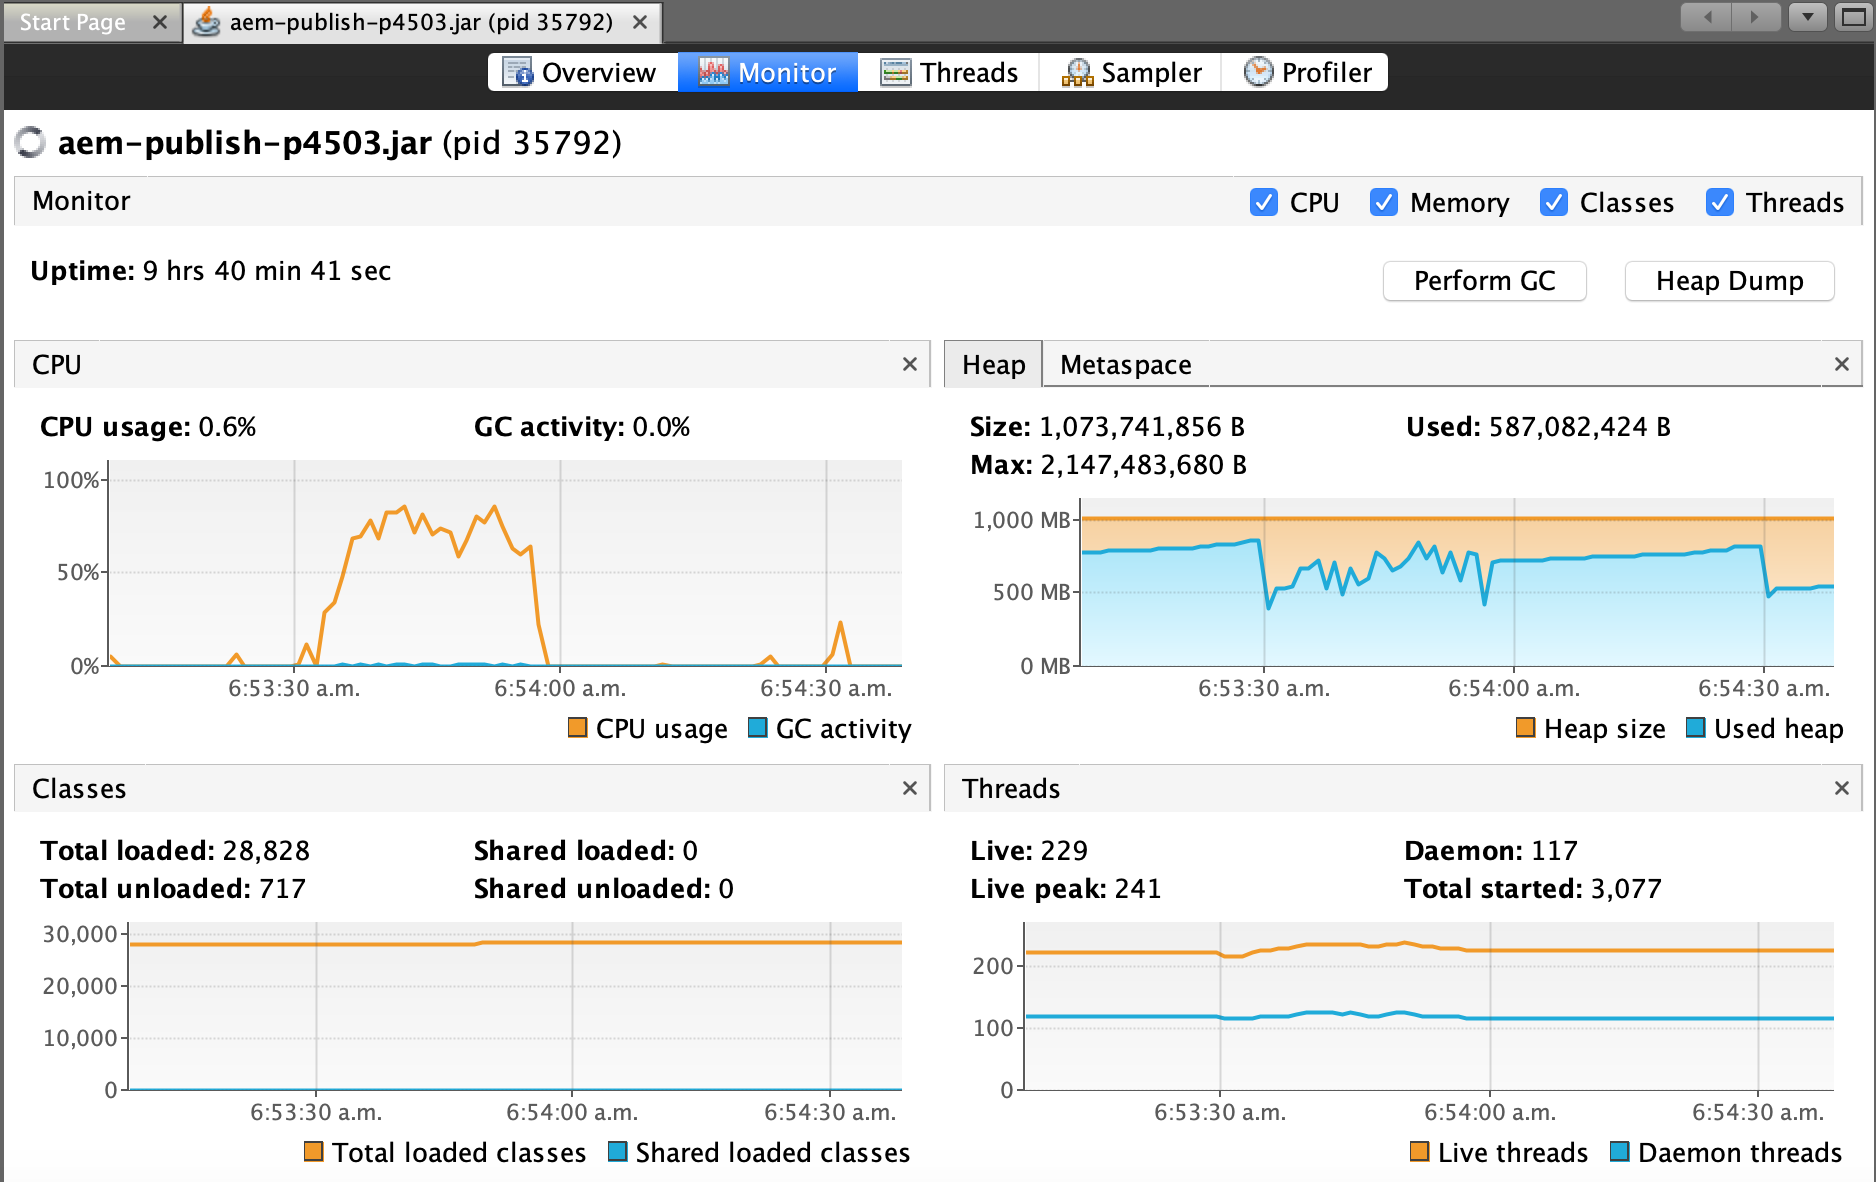 Start Page
aem-publish-p4503.jar (pid 35792)
Overview
Monitor
Threads
Sampler
Profiler
aem-publish-p4503.jar (pid 35792)
Monitor
CPU
Memory
Classes
Threads
Uptime: 9 hrs 40 min 41 sec
Perform GC
Heap Dump
CPU
CPU usage: 0.6%
GC activity: 0.0%
100%
50%
0%
6:53:30 a.m.
6:54:00 a.m.
6:54:30 a.m.
CPU usage
GC activity
Heap
Metaspace
Size: 1,073,741,856 B
Used: 587,082,424 B
Max: 2,147,483,680 B
1,000 MB
500 MB
0 MB
6:53:30 a.m.
6:54:00 a.m.
6:54:30 a.m.
Heap size
Used heap
Classes
Total loaded: 28,828
Shared loaded: 0
Total unloaded: 717
Shared unloaded: 0
30,000
20,000
10,000
0
6:53:30 a.m.
6:54:00 a.m.
6:54:30 a.m.
Total loaded classes
Shared loaded classes
Threads
Live: 229
Daemon: 117
Live peak: 241
Total started: 3,077
200
100
0
6:53:30 a.m.
6:54:00 a.m.
6:54:30 a.m.
Live threads
Daemon threads